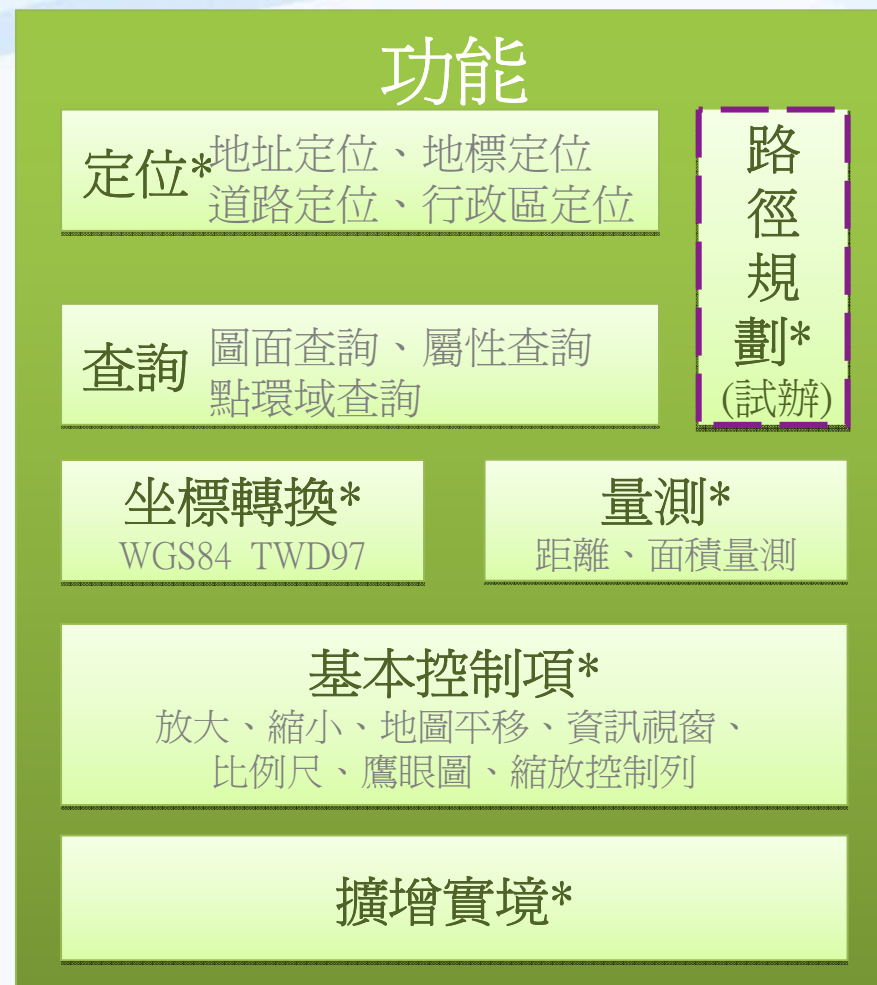 功能
定位*
地址定位、地標定位
道路定位、行政區定位
路
徑
規
劃*
(試辦)
查詢
圖面查詢、屬性查詢
點環域查詢
坐標轉換*
WGS84 TWD97
量測*
距離、面積量測
基本控制項*
放大、縮小、地圖平移、資訊視窗、
比例尺、鷹眼圖、縮放控制列
擴增實境*